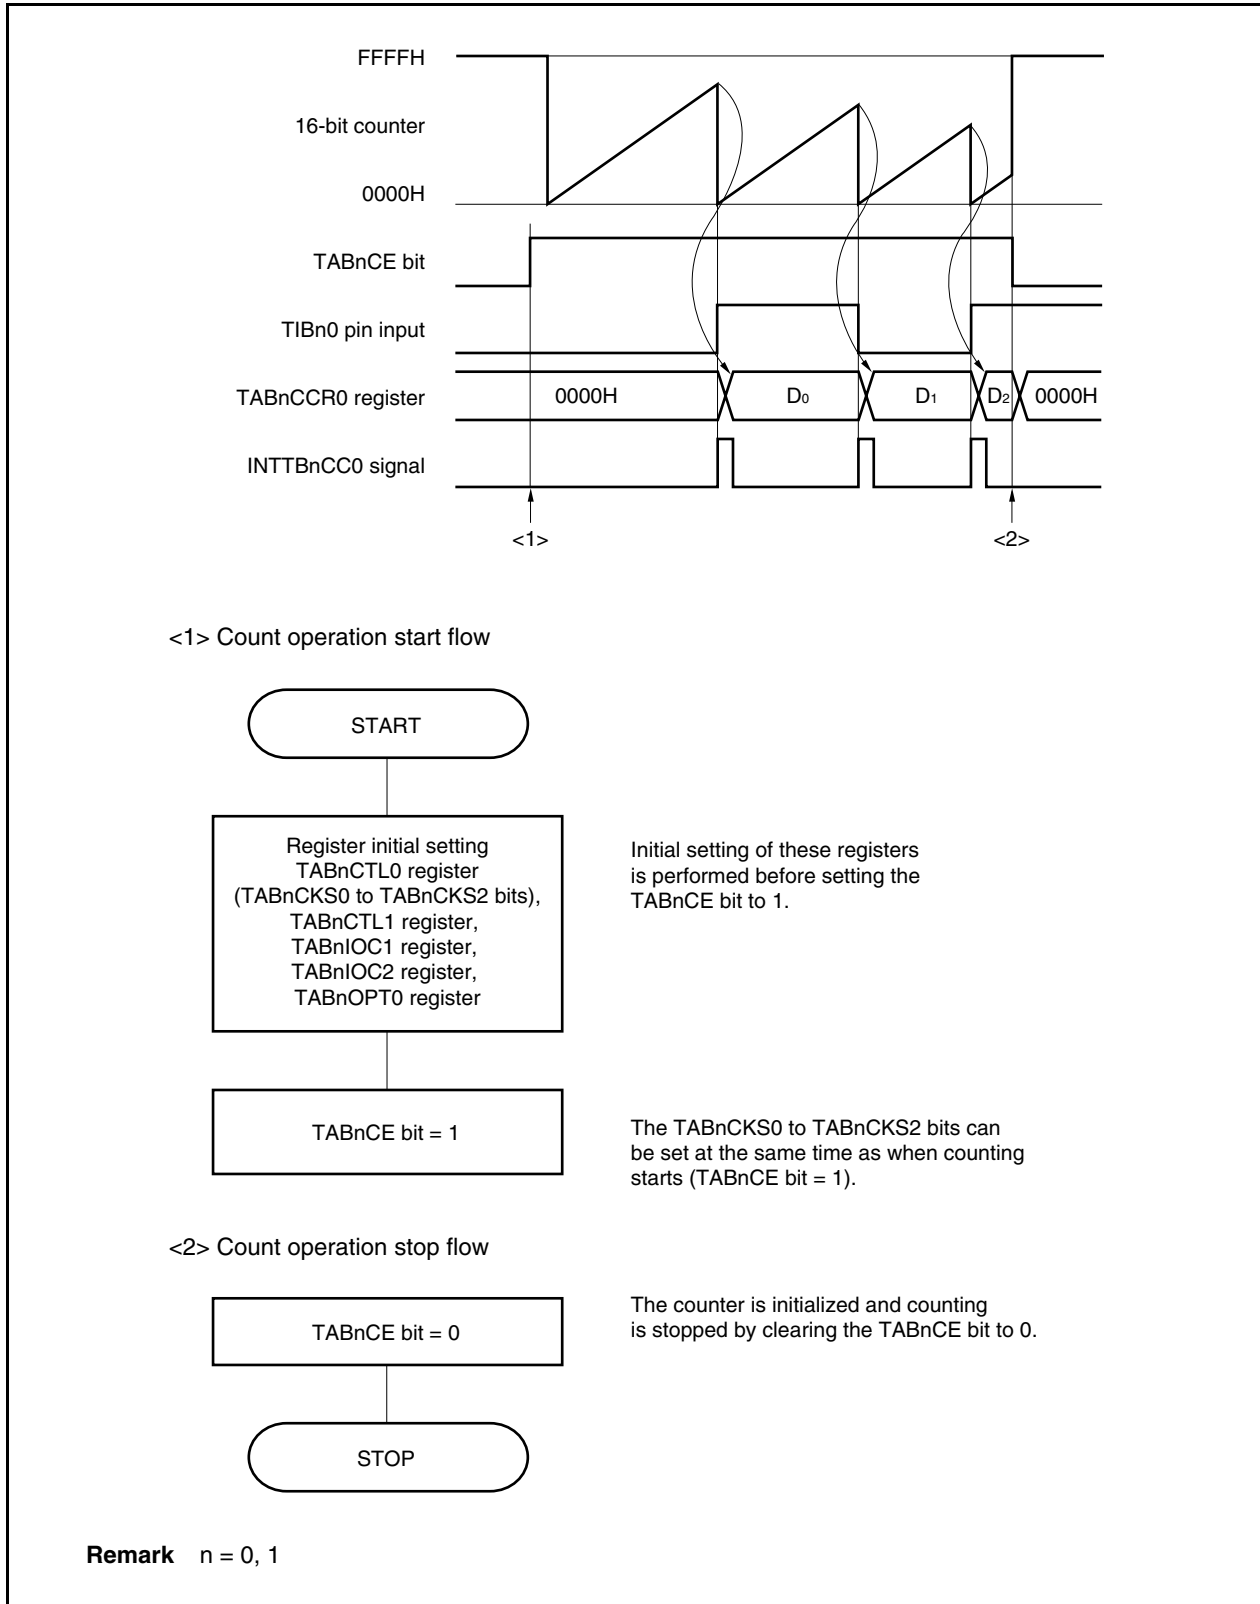 FFFFH
16-bit counter
0000H
TABnCE bit
TIBn0 pin input
TABnCCR0 register
0000H D0 D1 D2 0000H
INTTBnCC0 signal
<1> <2>
<1> Count operation start flow
START
Register initial setting
TABnCTL0 register
(TABnCKS0 to TABnCKS2 bits),
TABnCTL1 register,
TABnIOC1 register,
TABnIOC2 register,
TABnOPT0 register
Initial setting of these registers
is performed before setting the
TABnCE bit to 1.
TABnCE bit = 1
The TABnCKS0 to TABnCKS2 bits can
be set at the same time as when counting
starts (TABnCE bit = 1).
<2> Count operation stop flow
TABnCE bit = 0
The counter is initialized and counting
is stopped by clearing the TABnCE bit to 0.
STOP
Remark n = 0, 1